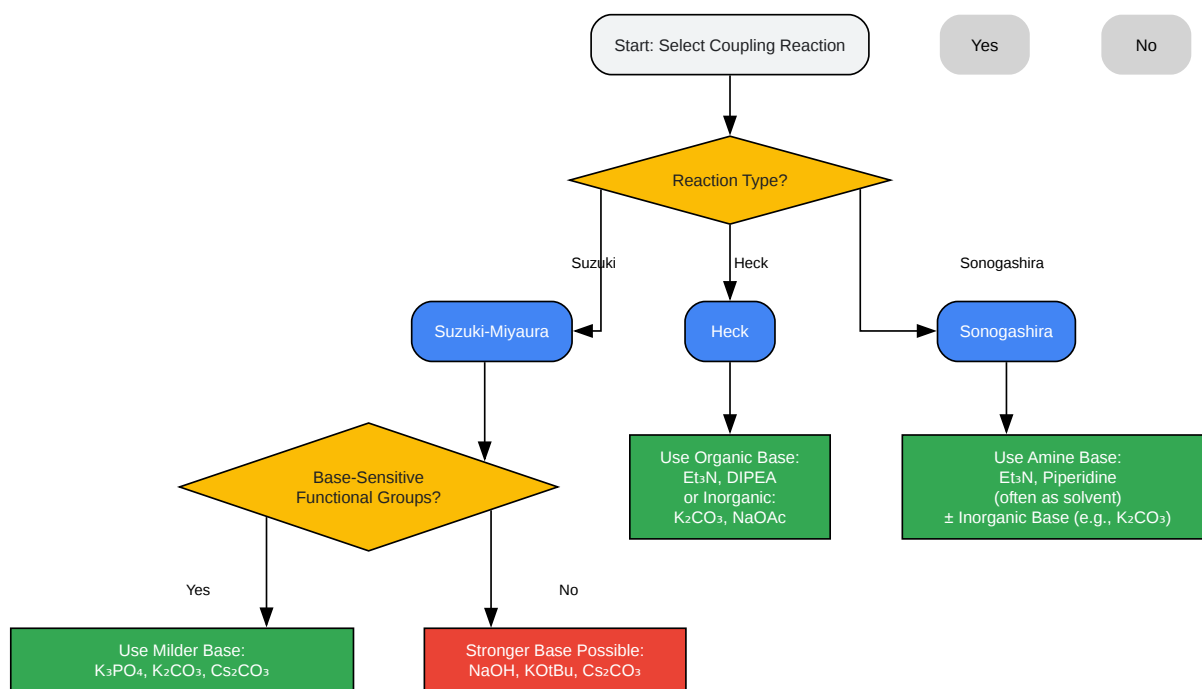 Start: Select Coupling Reaction
Yes
No
Reaction Type?
Suzuki
Heck
Sonogashira
Suzuki-Miyaura
Heck
Sonogashira
Base-Sensitive
Functional Groups?
Use Organic Base:
Et₃N, DIPEA
or Inorganic:
K₂CO₃, NaOAc
Use Amine Base:
Et₃N, Piperidine
(often as solvent)
± Inorganic Base (e.g., K₂CO₃)
Yes
No
Use Milder Base:
K₃PO₄, K₂CO₃, Cs₂CO₃
Stronger Base Possible:
NaOH, KOtBu, Cs₂CO₃